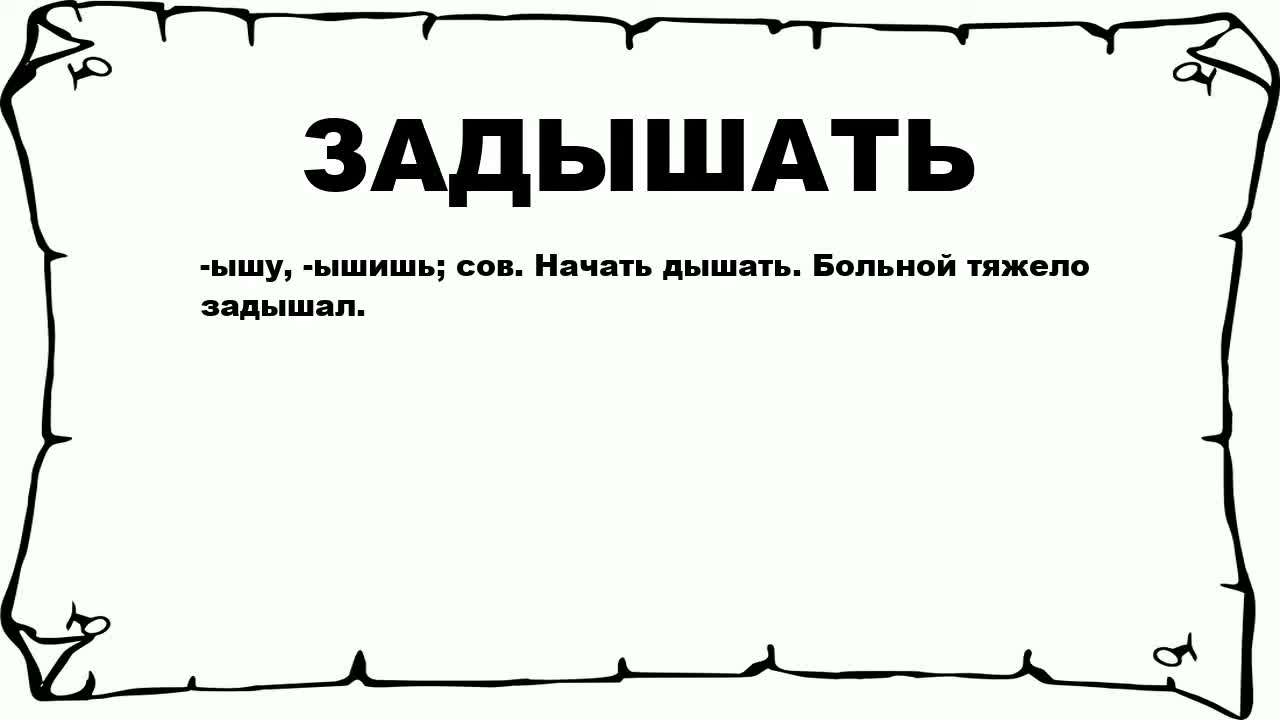 ЗАДЫШАТЬ
-ышу, -ышишь; сов. Начать дышать. Больной тяжело
задышал.